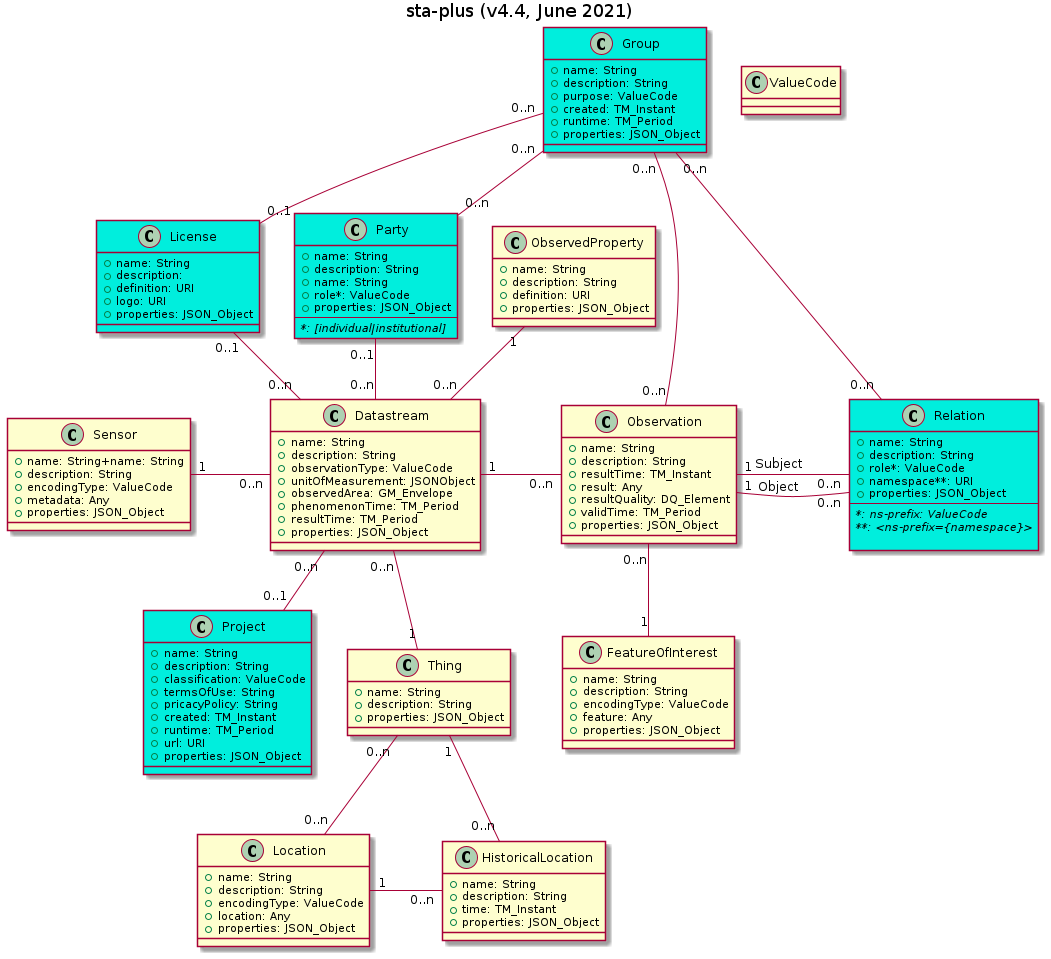 sta-plus (v4.4, June 2021)
C Group
name: String
description: String
purpose: ValueCode
created: TM_Instant
runtime: TM_Period
properties: JSON_Object
C ValueCode
0..n
0..1
0..n
0..n
0..n
0..n
0..n
0..n
C License
name: String
description:
definition: URI
logo: URI
properties: JSON_Object
C Party
name: String
description: String
name: String
role*: ValueCode
properties: JSON_Object
*: [individual|institutional]
C ObservedProperty
name: String
description: String
definition: URI
properties: JSON_Object
0..1
0..n
0..1
0..n
1
0..n
C Sensor
name: String+name: String
description: String
encodingType: ValueCode
metadata: Any
properties: JSON_Object
1
0..n
C Datastream
name: String
description: String
observationType: ValueCode
unitOfMeasurement: JSONObject
observedArea: GM_Envelope
phenomenonTime: TM_Period
resultTime: TM_Period
properties: JSON_Object
1
0..n
C Observation
name: String
description: String
resultTime: TM_Instant
result: Any
resultQuality: DQ_Element
validTime: TM_Period
properties: JSON_Object
1 Subject
0..n
1 Object
0..n
C Relation
name: String
description: String
role*: ValueCode
namespace**: URI
properties: JSON_Object
*: ns-prefix: ValueCode
**: <ns-prefix={namespace}>
0..n
0..1
0..n
1
0..n
1
C Project
name: String
description: String
classification: ValueCode
termsOfUse: String
pricacyPolicy: String
created: TM_Instant
runtime: TM_Period
url: URI
properties: JSON_Object
C Thing
name: String
description: String
properties: JSON_Object
C FeatureOfInterest
name: String
description: String
encodingType: ValueCode
feature: Any
properties: JSON_Object
0..n
0..n
1
0..n
C Location
name: String
description: String
encodingType: ValueCode
location: Any
properties: JSON_Object
1
0..n
C HistoricalLocation
name: String
description: String
time: TM_Instant
properties: JSON_Object